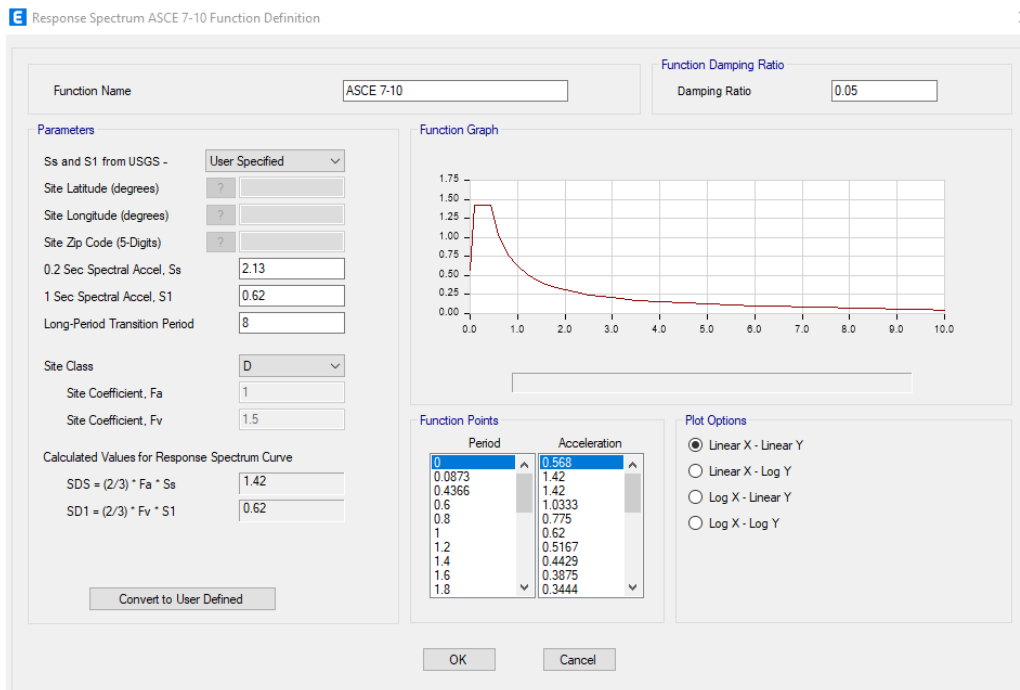 E Response Spectrum ASCE 7-10 Function Definition
Function Name
ASCE 7-10
Function Damping Ratio
Damping Ratio
0.05
Parameters
Ss and S1 from USGS -
User Specified
Site Latitude (degrees)
?
Site Longitude (degrees)
?
Site Zip Code (5-Digits)
?
0.2 Sec Spectral Accel, Ss
2.13
1 Sec Spectral Accel, S1
0.62
Long-Period Transition Period
8
Site Class
D
Site Coefficient, Fa
1
Site Coefficient, Fv
1.5
Calculated Values for Response Spectrum Curve
SDS = (2/3) * Fa * Ss
1.42
SD1 = (2/3) * Fv * S1
0.62
Convert to User Defined
Function Graph
1.75
1.50
1.25
1.00
0.75
0.50
0.25
0.00
0.0 1.0 2.0 3.0 4.0 5.0 6.0 7.0 8.0 9.0 10.0
Function Points
Period Acceleration
0 0.568
0.0873 1.42
0.4366 1.42
0.6 1.0333
0.8 0.775
1 0.62
1.2 0.5167
1.4 0.4429
1.6 0.3875
1.8 0.3444
Plot Options
Linear X - Linear Y
Linear X - Log Y
Log X - Linear Y
Log X - Log Y
OK
Cancel